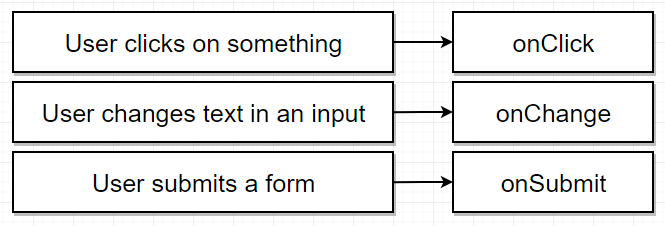 User clicks on something
onClick
User changes text in an input
onChange
User submits a form
onSubmit